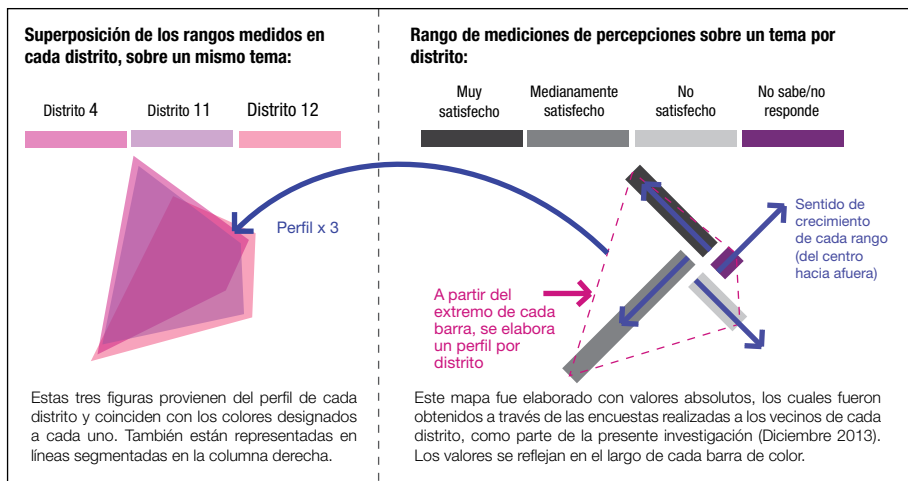 Superposición de los rangos medidos en
cada distrito, sobre un mismo tema:
Distrito 4
Distrito 11
Distrito 12
Perfil x 3
Estas tres figuras provienen del perfil de cada
distrito y coinciden con los colores designados
a cada uno. También están representadas en
líneas segmentadas en la columna derecha.
Rango de mediciones de percepciones sobre un tema por
distrito:
Muy
satisfecho
Medianamente
satisfecho
No
satisfecho
No sabe/no
responde
Sentido de
crecimiento
de cada rango
(del centro
hacia afuera)
A partir del
extremo de cada
barra, se elabora
un perfil por
distrito
Este mapa fue elaborado con valores absolutos, los cuales fueron
obtenidos a través de las encuestas realizadas a los vecinos de cada
distrito, como parte de la presente investigación (Diciembre 2013).
Los valores se reflejan en el largo de cada barra de color.